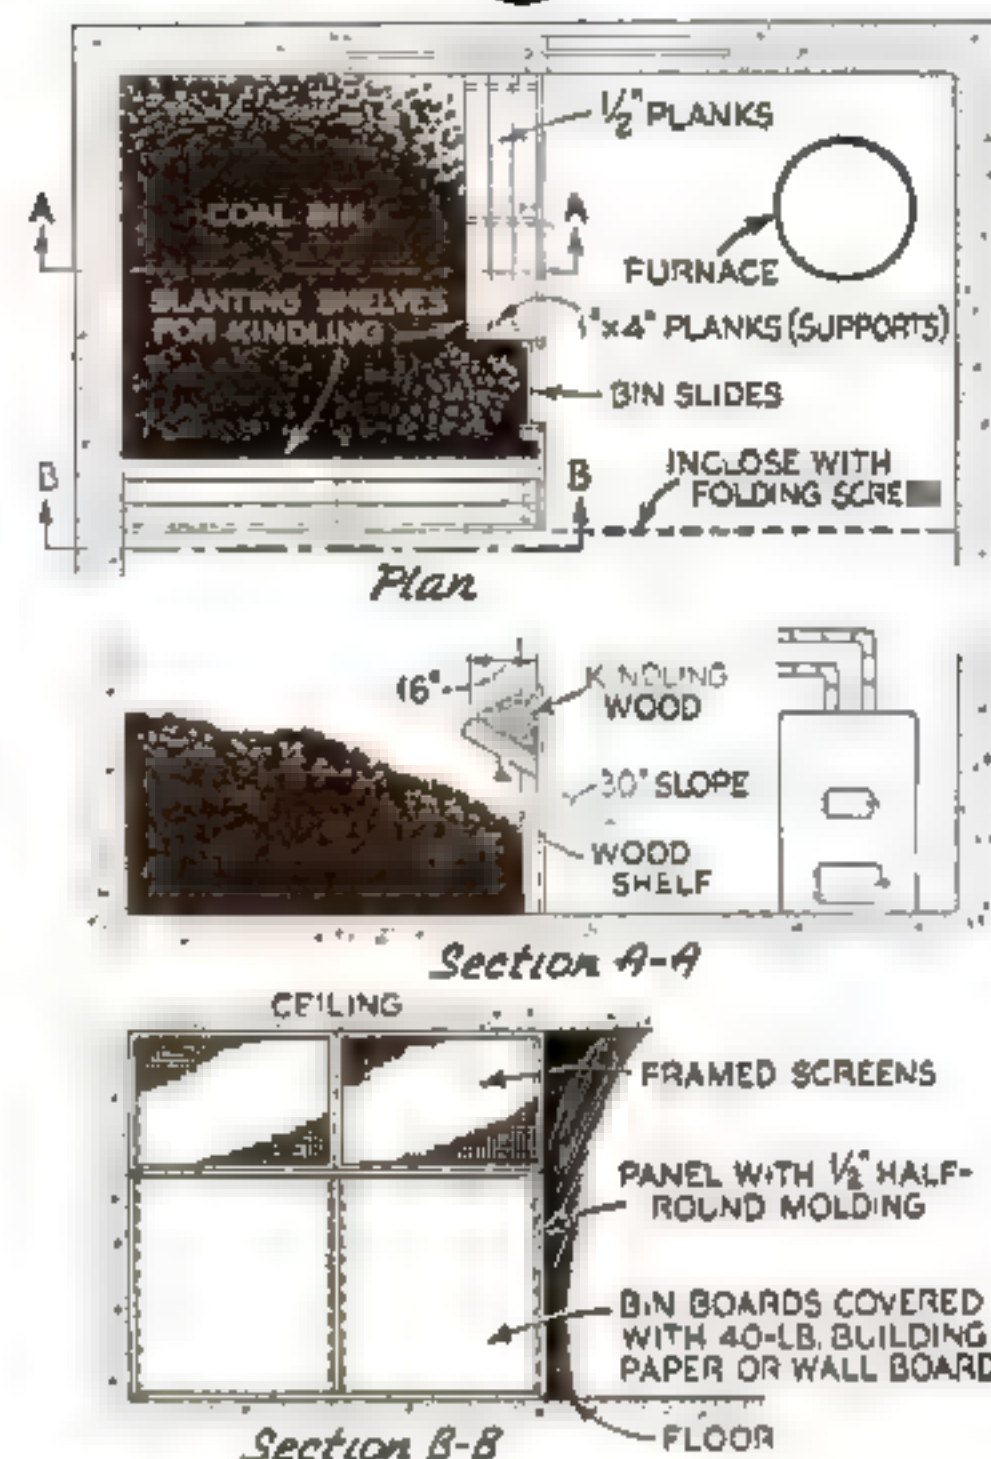 ½" PLANKS
A
COAL BIN
A
FURNACE
SLANTING SHELVES
FOR KINDLING
1"x4" PLANKS (SUPPORTS)
BIN SLIDES
B
B
INCLOSE WITH
FOLDING SCRE
Plan
16"
KINDLING
WOOD
30° SLOPE
WOOD
SHELF
Section A-A
CEILING
FRAMED SCREENS
PANEL WITH ½" HALF-
ROUND MOLDING
BIN BOARDS COVERED
WITH 40-LB. BUILDING
PAPER OR WALL BOARD
FLOOR
Section B-B